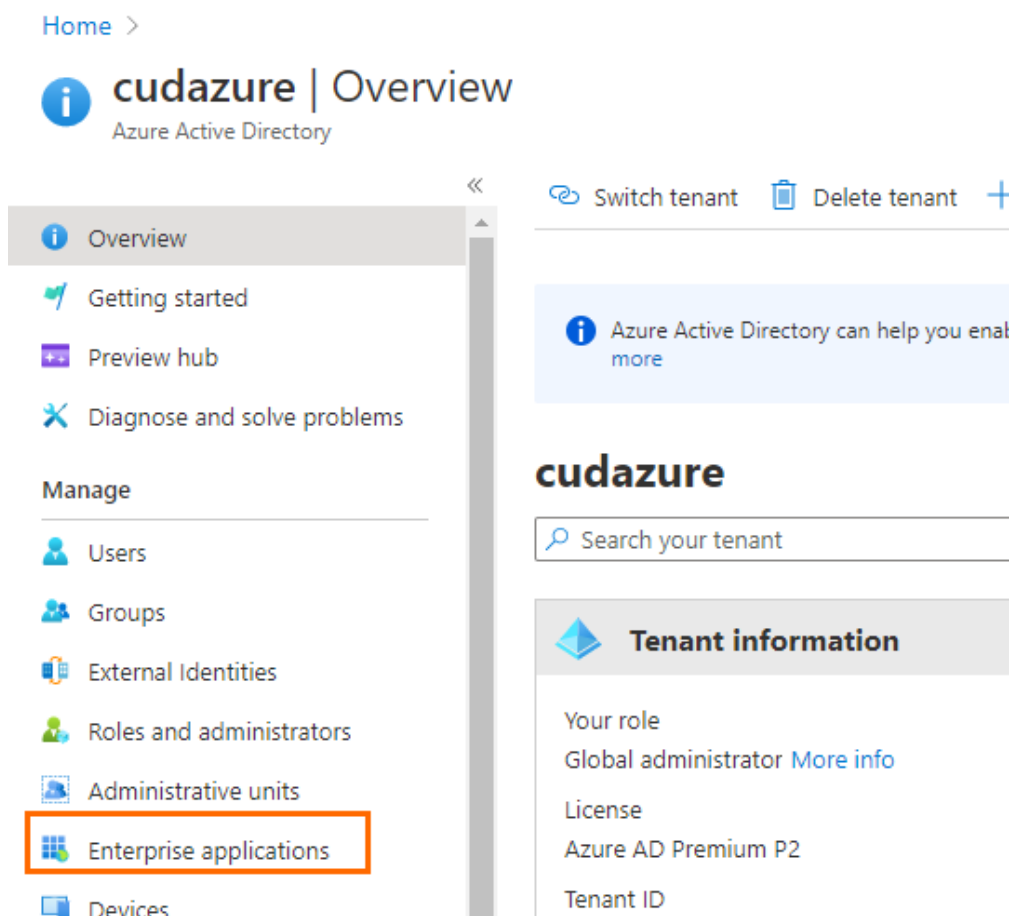 Home >
cudazure | Overview
Azure Active Directory
«
Switch tenant Delete tenant +
Overview
Getting started
Preview hub
Diagnose and solve problems
Manage
Users
Groups
External Identities
Roles and administrators
Administrative units
Enterprise applications
Devices
Azure Active Directory can help you enab
more
cudazure
Search your tenant
Tenant information
Your role
Global administrator More info
License
Azure AD Premium P2
Tenant ID